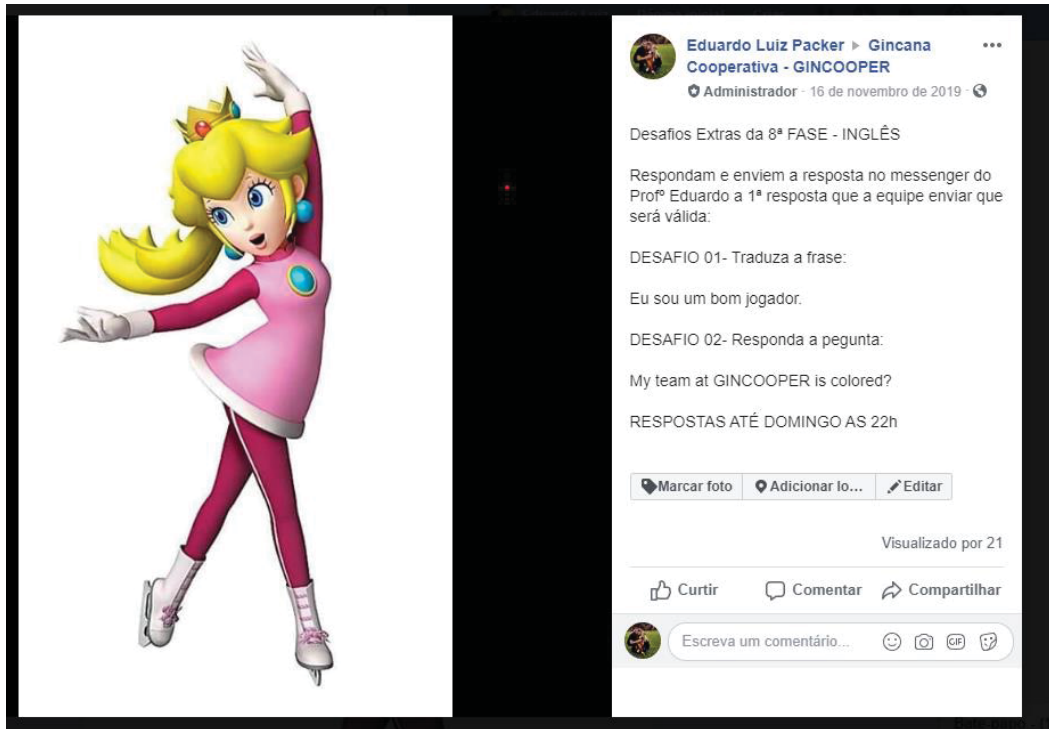 Eduardo Luiz Packer ▸ Gincana
Cooperativa - GINCOOPER
Administrador · 16 de novembro de 2019 ·
Desafios Extras da 8ª FASE - INGLÊS
Respondam e enviem a resposta no messenger do
Profº Eduardo a 1ª resposta que a equipe enviar que
será válida:
DESAFIO 01- Traduza a frase:
Eu sou um bom jogador.
DESAFIO 02- Responda a pegunta:
My team at GINCOOPER is colored?
RESPOSTAS ATÉ DOMINGO AS 22h
Marcar foto Adicionar lo... Editar
Visualizado por 21
Curtir Comentar Compartilhar
Escreva um comentário... GIF